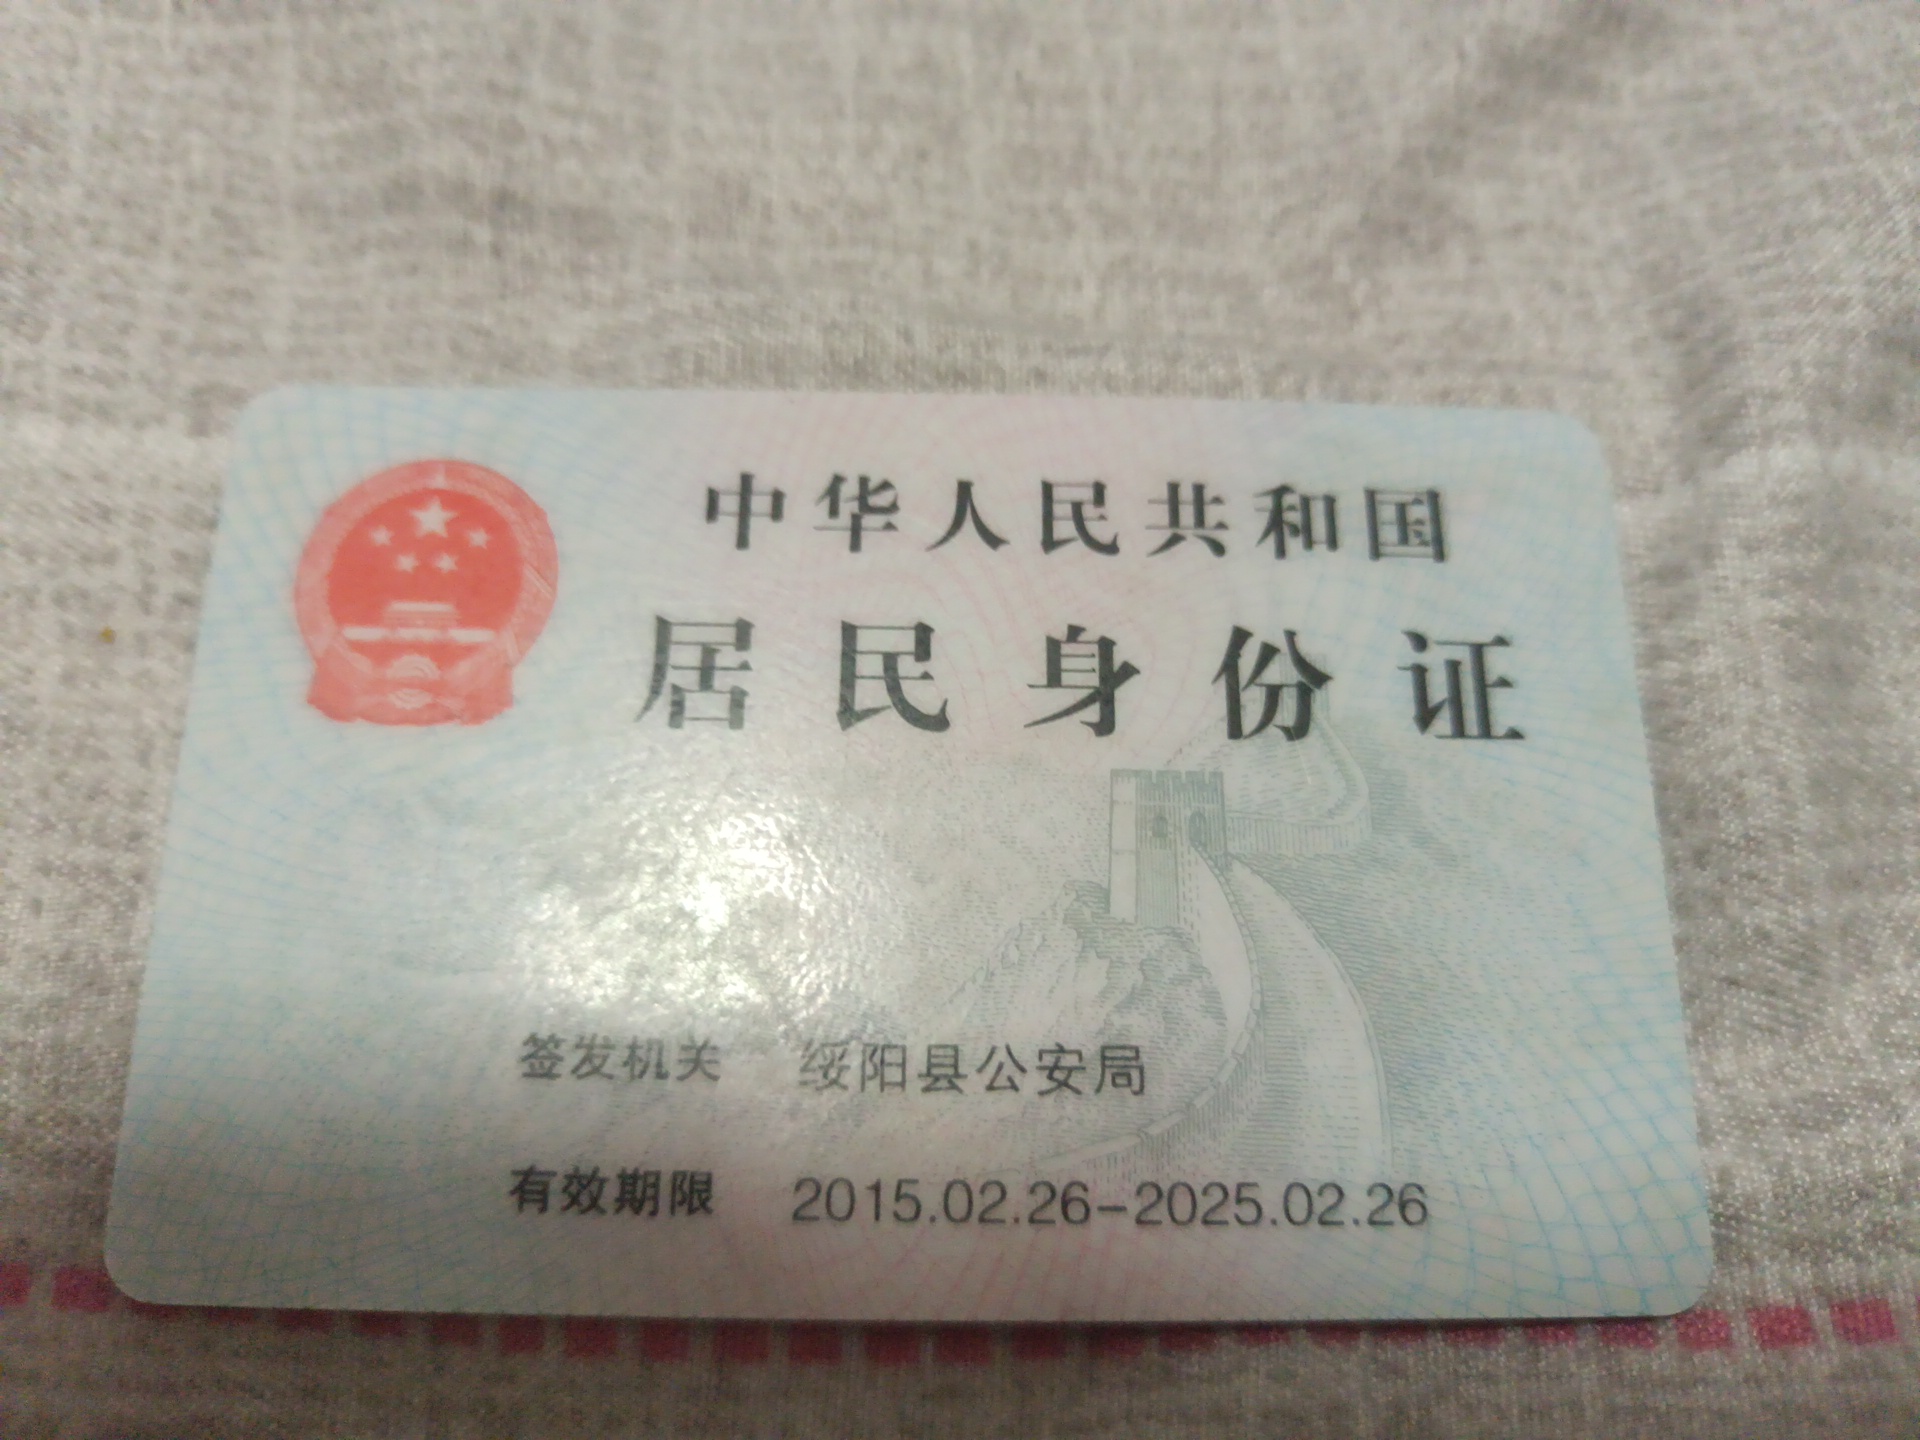 中华人民共和国
居民身份证
签发机关 绥阳县公安局
有效期限 2015.02.26-2025.02.26